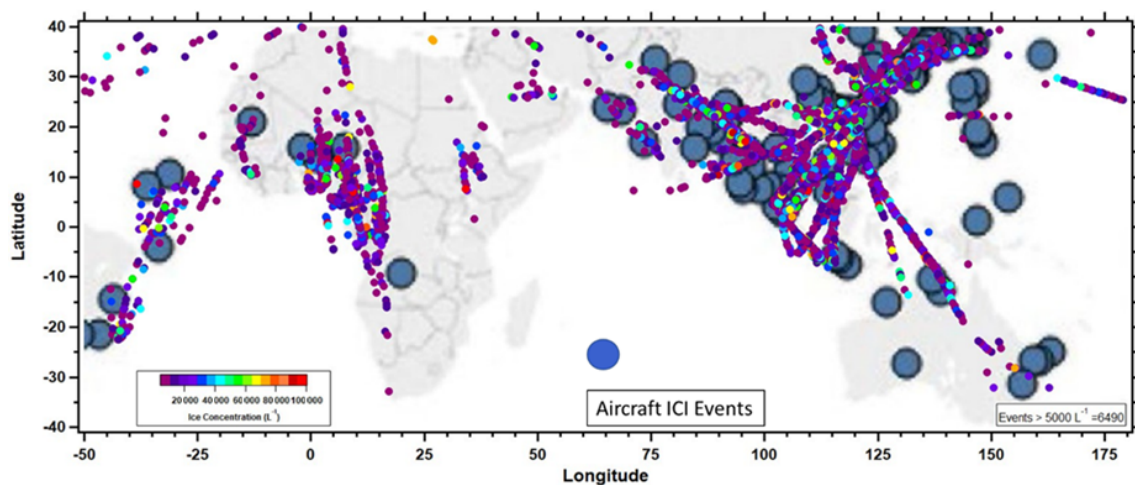 40
30
20
10
0
-10
-20
-30
-40
Latitude
20 000 40 000 60 000 80 000 100 000
Ice Concentration (L⁻¹)
Aircraft ICI Events
Events > 5000 L⁻¹ =6490
-50 -25 0 25 50 75 100 125 150 175
Longitude